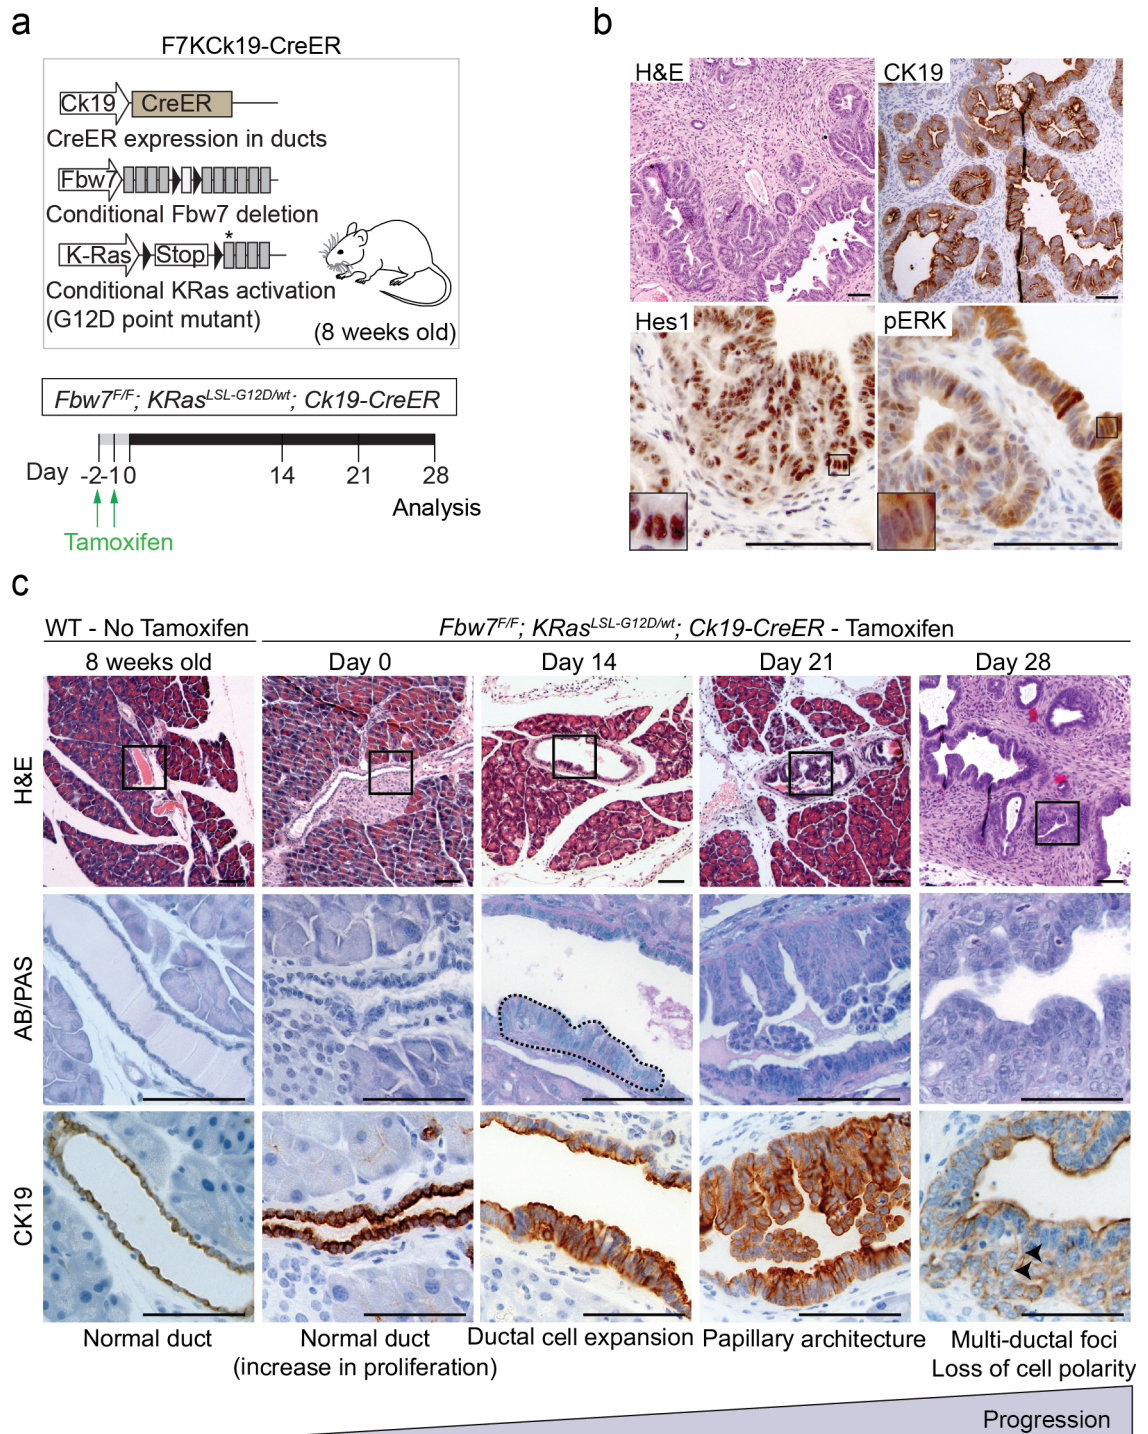 a
F7KCk19-CreER
Ck19 CreER
CreER expression in ducts
Fbw7
Conditional Fbw7 deletion
*
K-Ras Stop
Conditional KRas activation
(G12D point mutant)
(8 weeks old)
Fbw7F/F; KRasLSL-G12D/wt; Ck19-CreER
Day -2 -1 0 14 21 28
Analysis
Tamoxifen
b
H&E CK19
Hes1 pERK
c
WT - No Tamoxifen Fbw7F/F; KRasLSL-G12D/wt; Ck19-CreER - Tamoxifen
8 weeks old Day 0 Day 14 Day 21 Day 28
H&E
AB/PAS
CK19
Normal duct Normal duct Ductal cell expansion Papillary architecture Multi-ductal foci
(increase in proliferation) Loss of cell polarity
Progression